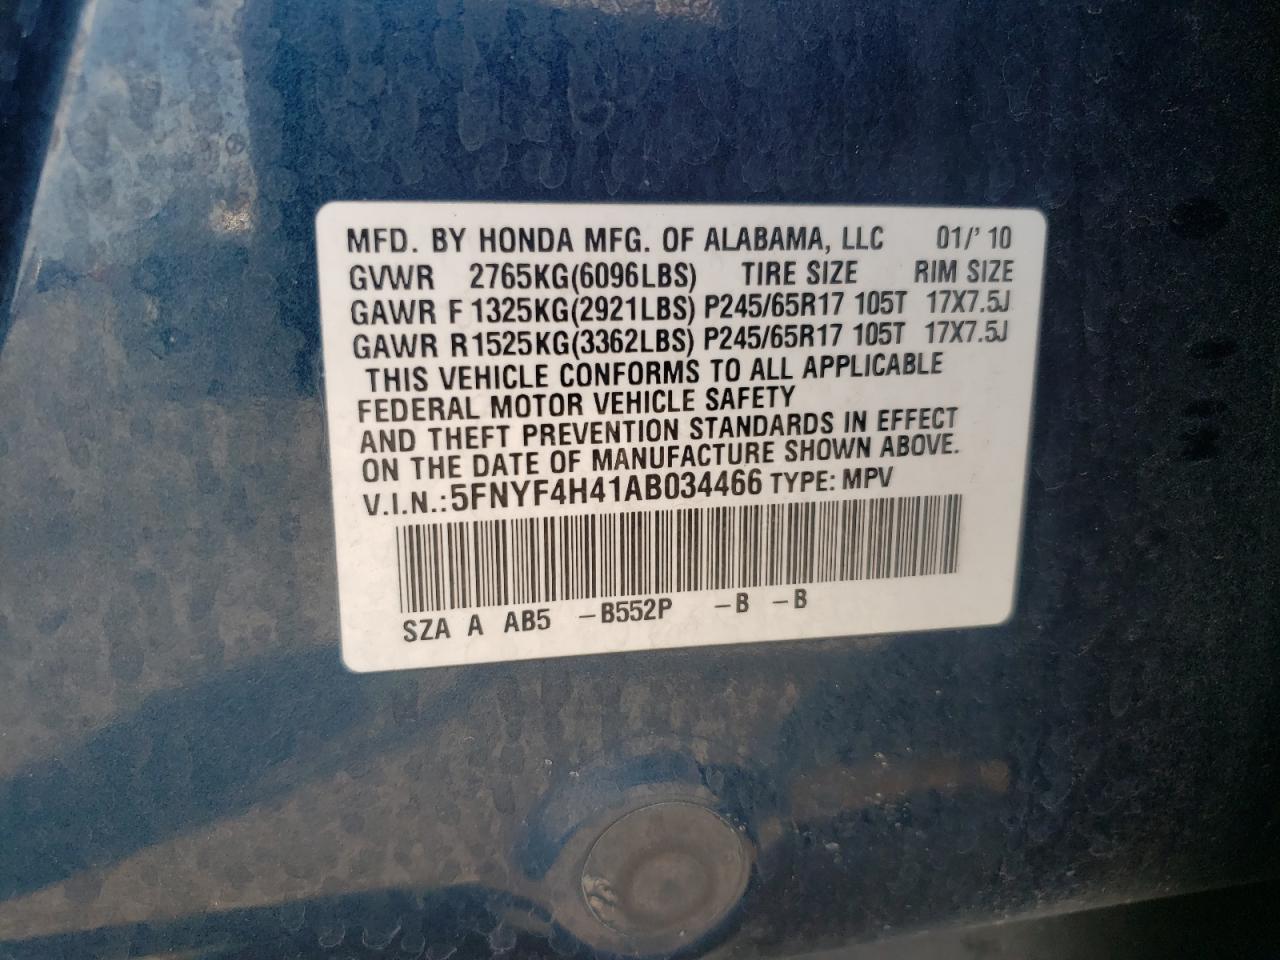 MFD. BY HONDA MFG. OF ALABAMA, LLC 01/'10
GVWR 2765KG(6096LBS) TIRE SIZE RIM SIZE
GAWR F 1325KG(2921LBS) P245/65R17 105T 17X7.5J
GAWR R 1525KG(3362LBS) P245/65R17 105T 17X7.5J
THIS VEHICLE CONFORMS TO ALL APPLICABLE
FEDERAL MOTOR VEHICLE SAFETY
AND THEFT PREVENTION STANDARDS IN EFFECT
ON THE DATE OF MANUFACTURE SHOWN ABOVE.
V.I.N.: 5FNYF4H41AB034466 TYPE: MPV
SZA A AB5 -B552P -B -B